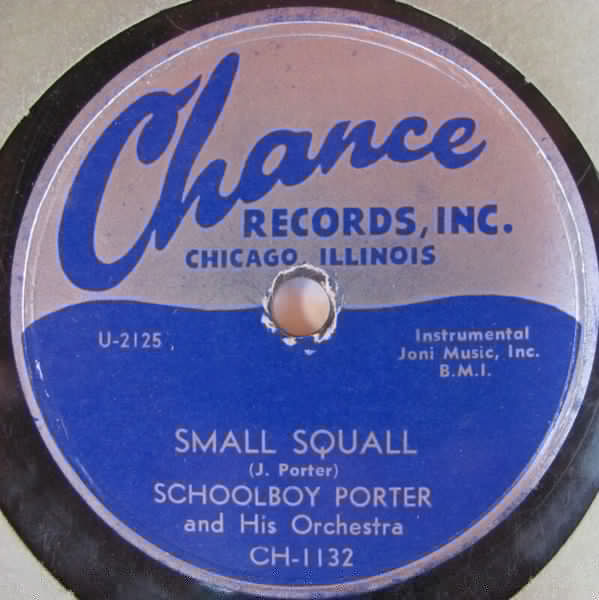 Chance
RECORDS, INC.
CHICAGO, ILLINOIS
U-2125
Instrumental
Joni Music, Inc.
B.M.I.
SMALL SQUALL
(J. Porter)
SCHOOLBOY PORTER
and His Orchestra
CH-1132